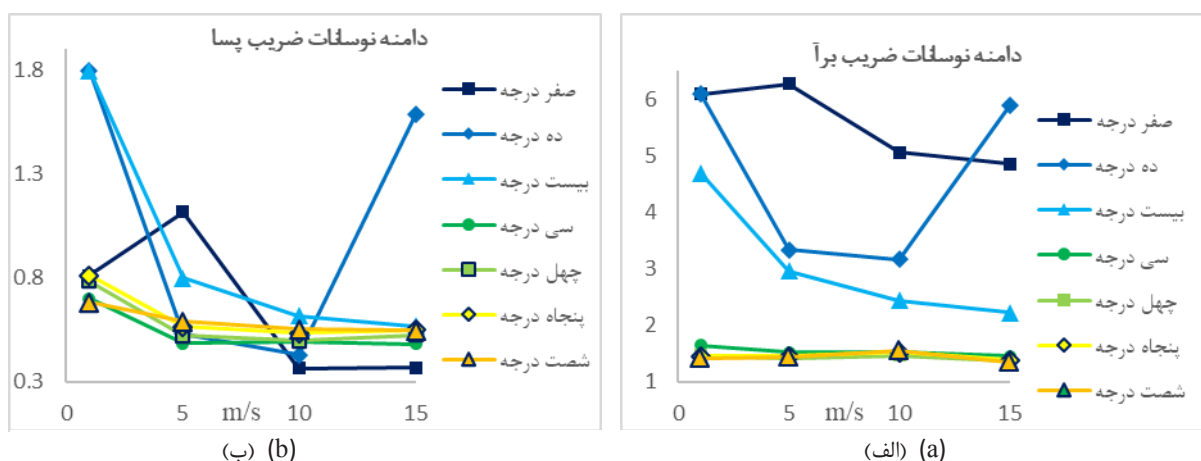 دامنه نوسانات ضریب پسا
1.8
1.3
0.8
0.3
0 5 m/s 10 15
صفر درجه
ده درجه
بیست درجه
سی درجه
چهل درجه
پنجاه درجه
شصت درجه
(b) (ب)
دامنه نوسانات ضریب برآ
6
5
4
3
2
1
0 5 m/s 10 15
صفر درجه
ده درجه
بیست درجه
سی درجه
چهل درجه
پنجاه درجه
شصت درجه
(a) (الف)